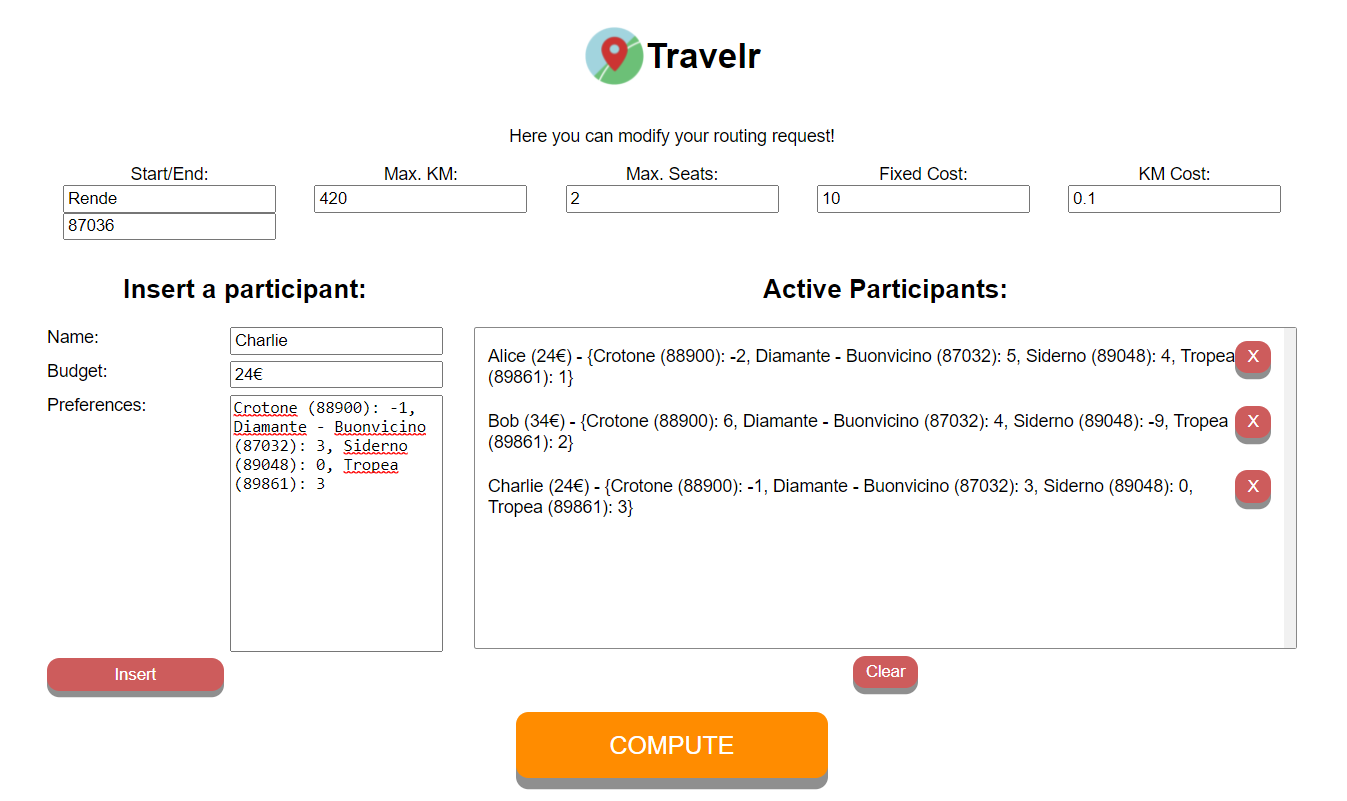 Travelr
Here you can modify your routing request!
Start/End:
Rende
87036
Max. KM:
420
Max. Seats:
2
Fixed Cost:
10
KM Cost:
0.1
Insert a participant:
Name:
Charlie
Budget:
24€
Preferences:
Crotone (88900): -1,
Diamante - Buonvicino
(87032): 3, Siderno
(89048): 0, Tropea
(89861): 3
Insert
Active Participants:
Alice (24€) - {Crotone (88900): -2, Diamante - Buonvicino (87032): 5, Siderno (89048): 4, Tropea
(89861): 1}
X
Bob (34€) - {Crotone (88900): 6, Diamante - Buonvicino (87032): 4, Siderno (89048): -9, Tropea
(89861): 2}
X
Charlie (24€) - {Crotone (88900): -1, Diamante - Buonvicino (87032): 3, Siderno (89048): 0,
Tropea (89861): 3}
X
Clear
COMPUTE